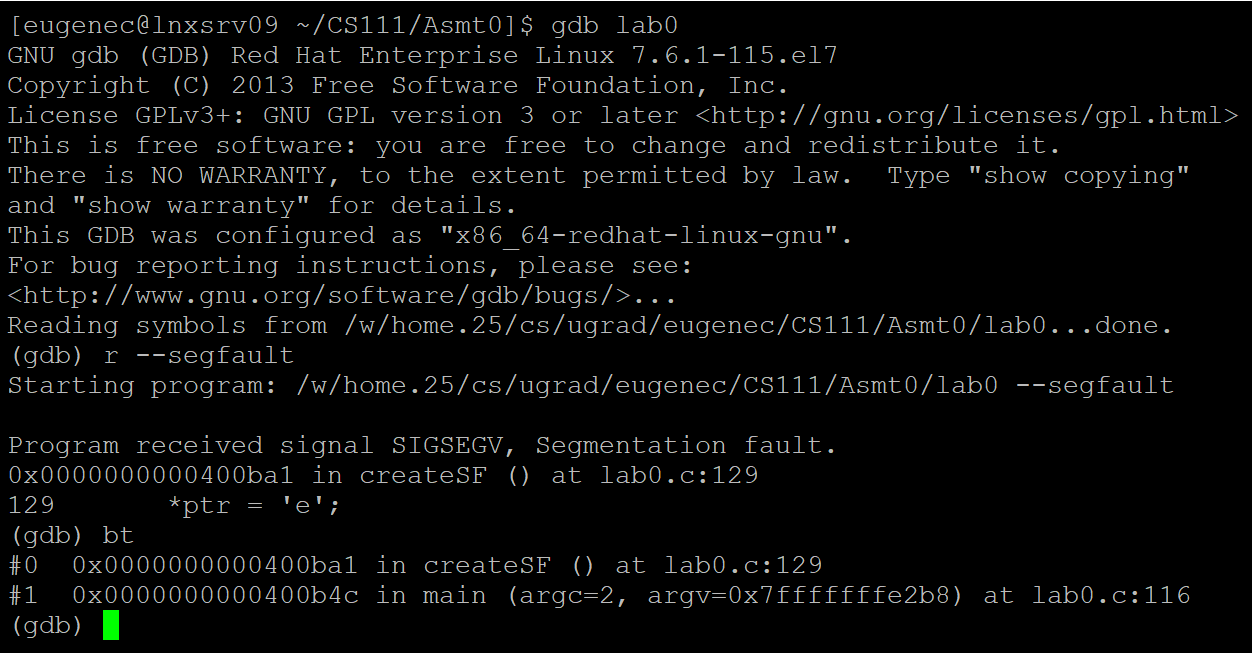 [eugenec@lnxsrv09 ~/CS111/Asmt0]$ gdb lab0
GNU gdb (GDB) Red Hat Enterprise Linux 7.6.1-115.el7
Copyright (C) 2013 Free Software Foundation, Inc.
License GPLv3+: GNU GPL version 3 or later <http://gnu.org/licenses/gpl.html>
This is free software: you are free to change and redistribute it.
There is NO WARRANTY, to the extent permitted by law.  Type "show copying"
and "show warranty" for details.
This GDB was configured as "x86_64-redhat-linux-gnu".
For bug reporting instructions, please see:
<http://www.gnu.org/software/gdb/bugs/>...
Reading symbols from /w/home.25/cs/ugrad/eugenec/CS111/Asmt0/lab0...done.
(gdb) r --segfault
Starting program: /w/home.25/cs/ugrad/eugenec/CS111/Asmt0/lab0 --segfault

Program received signal SIGSEGV, Segmentation fault.
0x0000000000400ba1 in createSF () at lab0.c:129
129       *ptr = 'e';
(gdb) bt
#0  0x0000000000400ba1 in createSF () at lab0.c:129
#1  0x0000000000400b4c in main (argc=2, argv=0x7fffffffe2b8) at lab0.c:116
(gdb)